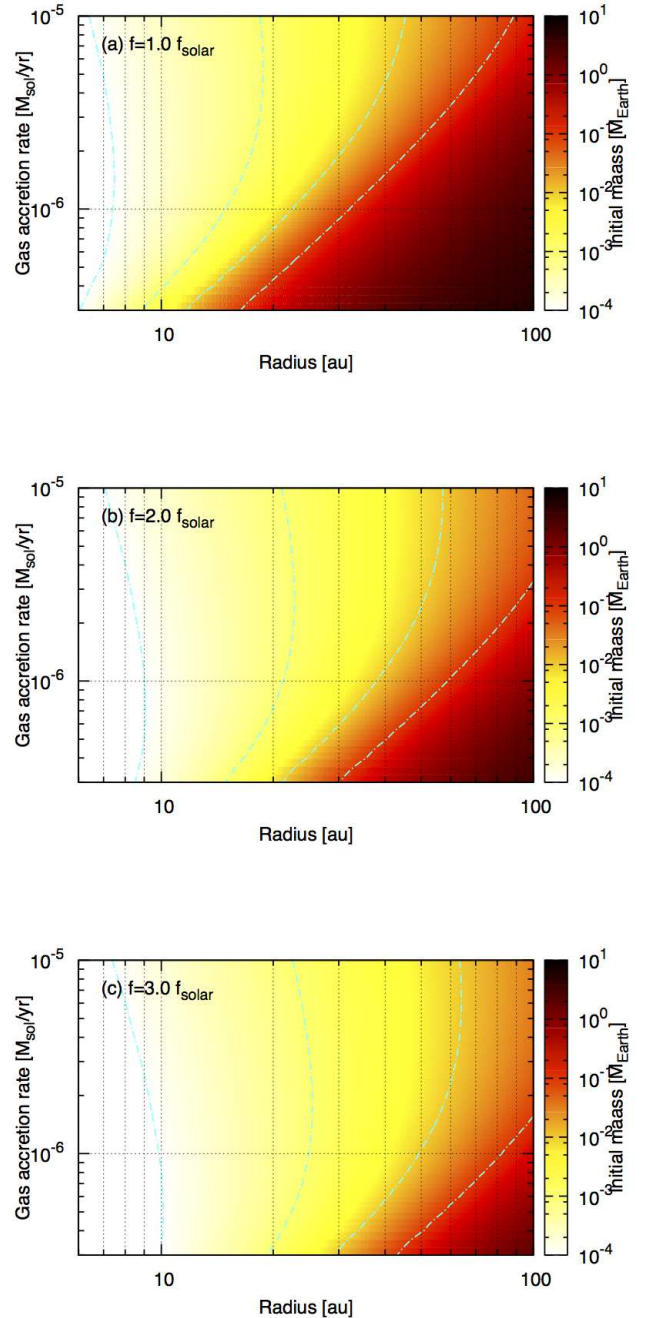 (a) f=1.0 f_solar
Gas accretion rate [M_sol/yr]
10^-5
10^-6
10
100
Radius [au]
10^1
10^0
10^-1
10^-2
10^-3
10^-4
Initial maass [M_Earth]
(b) f=2.0 f_solar
Gas accretion rate [M_sol/yr]
10^-5
10^-6
10
100
Radius [au]
10^1
10^0
10^-1
10^-2
10^-3
10^-4
Initial maass [M_Earth]
(c) f=3.0 f_solar
Gas accretion rate [M_sol/yr]
10^-5
10^-6
10
100
Radius [au]
10^1
10^0
10^-1
10^-2
10^-3
10^-4
Initial maass [M_Earth]